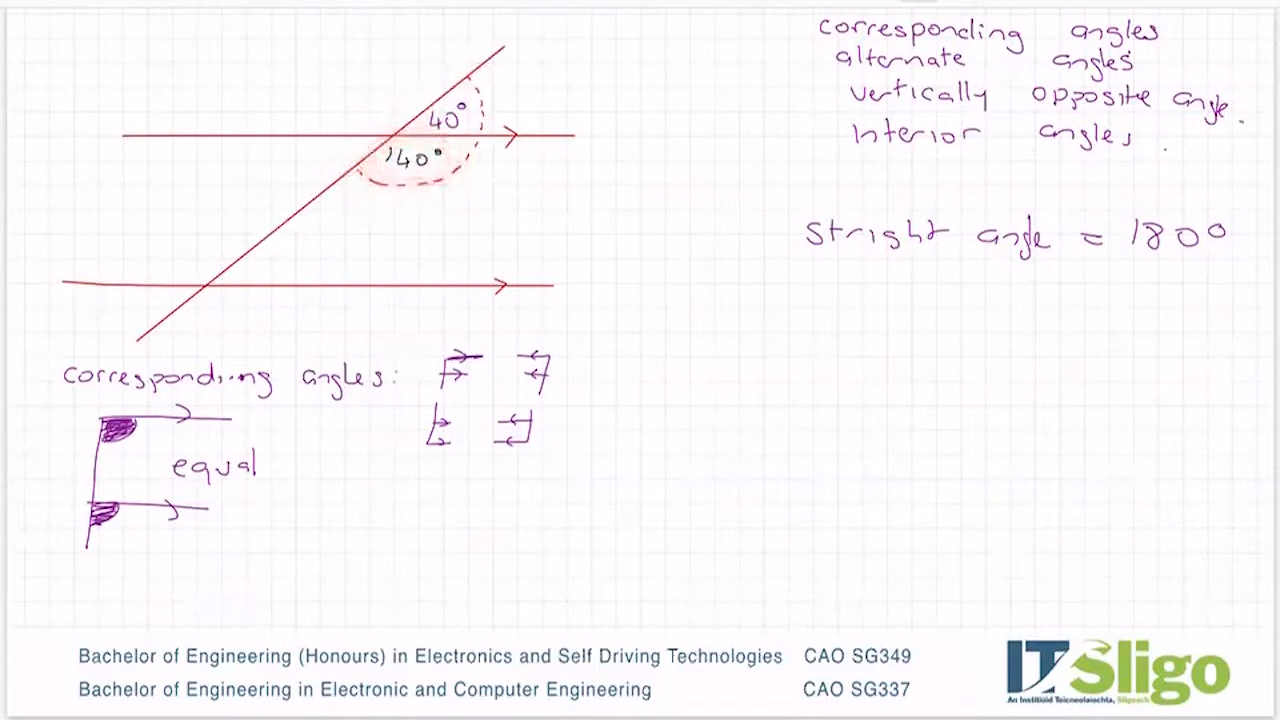 corresponding angles
alternate angles
vertically opposite angle.
Interior angles.
40°
140°
stright angle = 180°
corresponding angles:
equal
Bachelor of Engineering (Honours) in Electronics and Self Driving Technologies CAO SG349
Bachelor of Engineering in Electronic and Computer Engineering CAO SG337
IT Sligo
An Institiúid Teicneolaíochta, Sligeach